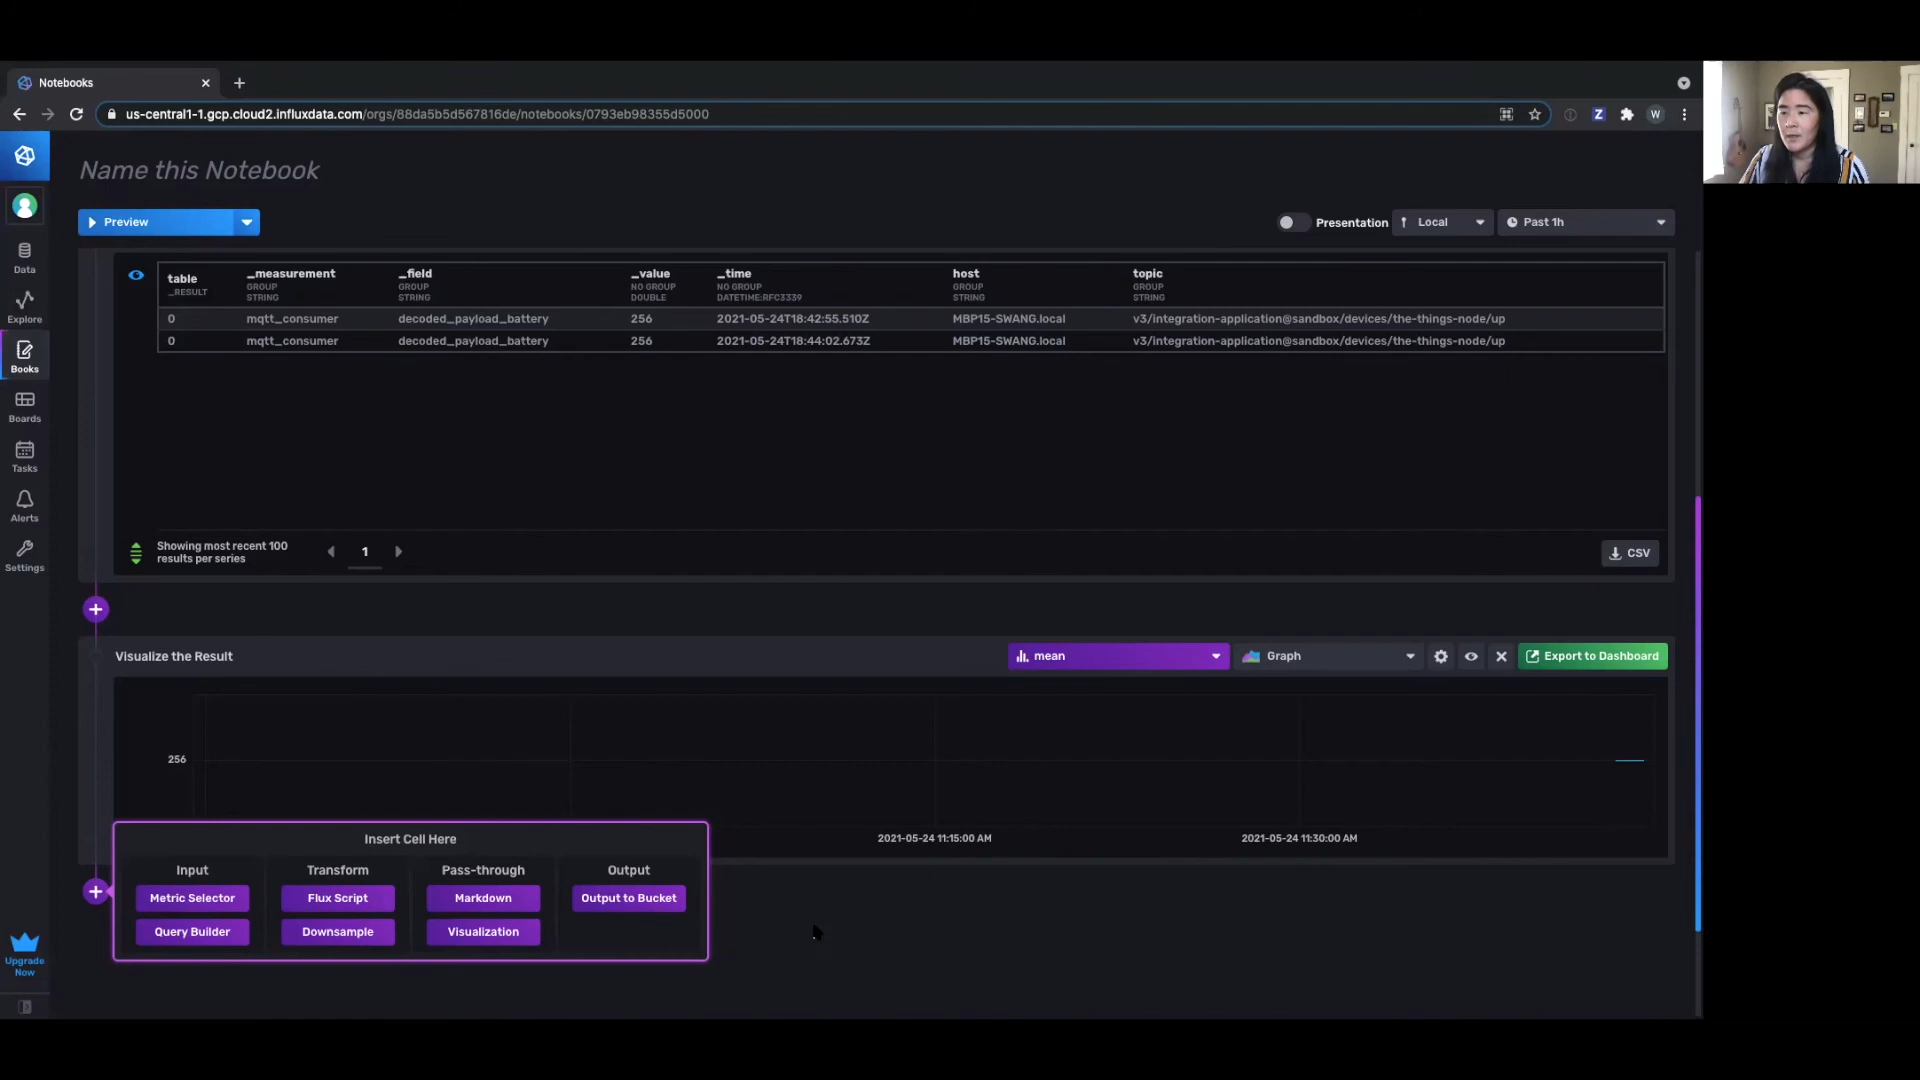 Notebooks
us-central1-1.gcp.cloud2.influxdata.com/orgs/88da5b5d567816de/notebooks/0793eb98355d5000
Z
W
Name this Notebook
Preview
Presentation
Local
Past 1h
Data
Explore
Books
Boards
Tasks
Alerts
Settings
Upgrade
Now
table _measurement _field _value _time host topic
_RESULT GROUP GROUP NO GROUP NO GROUP GROUP GROUP
STRING STRING DOUBLE DATETIME:RFC3339 STRING STRING
0 mqtt_consumer decoded_payload_battery 256 2021-05-24T18:42:55.510Z MBP15-SWANG.local v3/integration-application@sandbox/devices/the-things-node/up
0 mqtt_consumer decoded_payload_battery 256 2021-05-24T18:44:02.673Z MBP15-SWANG.local v3/integration-application@sandbox/devices/the-things-node/up
Showing most recent 100
results per series
1
CSV
Visualize the Result
mean
Graph
Export to Dashboard
256
2021-05-24 11:15:00 AM
2021-05-24 11:30:00 AM
Insert Cell Here
Input Transform Pass-through Output
Metric Selector Flux Script Markdown Output to Bucket
Query Builder Downsample Visualization